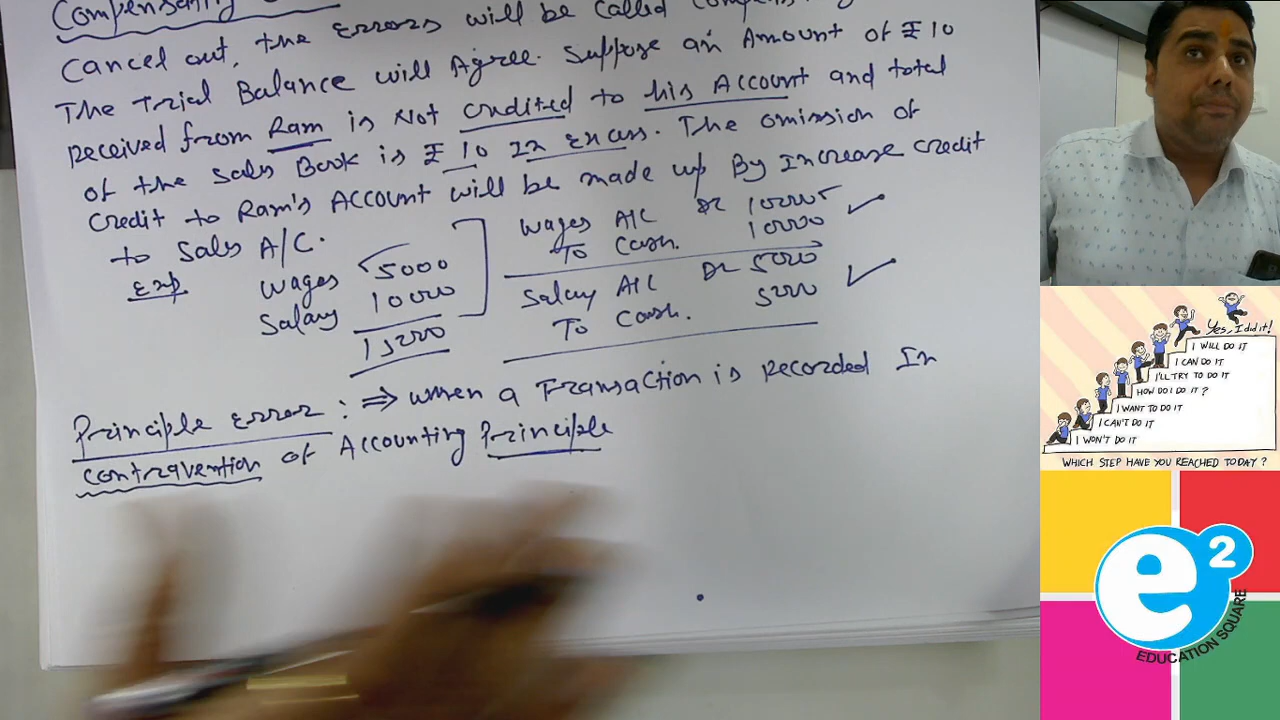 Compensating
Cancel out, the Errors will be called
The Trial Balance will Agree. Suppose an Amount of ₹ 10
received from Ram is Not credited to his Account and total
of the Sales Book is ₹ 10 In Excess. The omission of
credit to Ram's Account will be made up By Increase credit
to Sales A/C.
Exp
Wages 5000
Salary 10000
15000
Wages A/C Dr 10000
To Cash. 10000
Salary A/C Dr 5000
To Cash. 5000
Principle Error : ⇒ When a Transaction is Recorded In
contravention of Accounting Principle
Yes, I did it!
I WILL DO IT
I CAN DO IT
I'LL TRY TO DO IT
HOW DO I DO IT ?
I WANT TO DO IT
I CAN'T DO IT
I WON'T DO IT
WHICH STEP HAVE YOU REACHED TODAY ?
e2
EDUCATION SQUARE